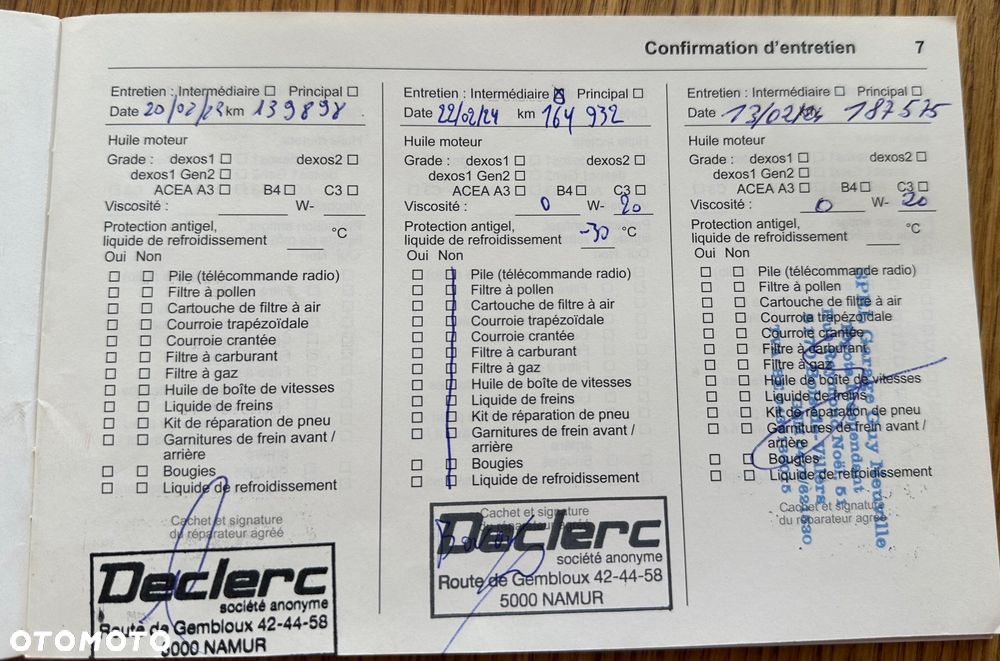 Confirmation d'entretien 7
Entretien : Intermédiaire ☐ Principal ☐
Date 20/02/23 km 139898
Huile moteur
Grade : dexos1 ☐ dexos2 ☐
dexos1 Gen2 ☐
ACEA A3 ☐ B4 ☐ C3 ☐
Viscosité : W-
Protection antigel,
liquide de refroidissement °C
Oui Non
☐ ☐ Pile (télécommande radio)
☐ ☐ Filtre à pollen
☐ ☐ Cartouche de filtre à air
☐ ☐ Courroie trapézoïdale
☐ ☐ Courroie crantée
☐ ☐ Filtre à carburant
☐ ☐ Filtre à gaz
☐ ☐ Huile de boîte de vitesses
☐ ☐ Liquide de freins
☐ ☐ Kit de réparation de pneu
☐ ☐ Garnitures de frein avant /
arrière
☐ ☐ Bougies
☐ ☐ Liquide de refroidissement
Cachet et signature
du réparateur agréé
Declerc
société anonyme
Route de Gembloux 42-44-58
5000 NAMUR
Entretien : Intermédiaire ☒ Principal ☐
Date 22/02/24 km 164 932
Huile moteur
Grade : dexos1 ☐ dexos2 ☐
dexos1 Gen2 ☐
ACEA A3 ☐ B4 ☐ C3 ☐
Viscosité : 0 W- 20
Protection antigel,
liquide de refroidissement -30 °C
Oui Non
☐ ☐ Pile (télécommande radio)
☐ ☐ Filtre à pollen
☐ ☐ Cartouche de filtre à air
☐ ☐ Courroie trapézoïdale
☐ ☐ Courroie crantée
☐ ☐ Filtre à carburant
☐ ☐ Filtre à gaz
☐ ☐ Huile de boîte de vitesses
☐ ☐ Liquide de freins
☐ ☐ Kit de réparation de pneu
☐ ☐ Garnitures de frein avant /
arrière
☐ ☐ Bougies
☐ ☐ Liquide de refroidissement
Cachet et signature
du réparateur agréé
Declerc
société anonyme
Route de Gembloux 42-44-58
5000 NAMUR
Entretien : Intermédiaire ☐ Principal ☐
Date 13/02/ km 187575
Huile moteur
Grade : dexos1 ☐ dexos2 ☐
dexos1 Gen2 ☐
ACEA A3 ☐ B4 ☐ C3 ☐
Viscosité : 0 W- 20
Protection antigel,
liquide de refroidissement °C
Oui Non
☐ ☐ Pile (télécommande radio)
☐ ☐ Filtre à pollen
☐ ☐ Cartouche de filtre à air
☐ ☐ Courroie trapézoïdale
☐ ☐ Courroie crantée
☐ ☐ Filtre à carburant
☐ ☐ Filtre à gaz
☐ ☐ Huile de boîte de vitesses
☐ ☐ Liquide de freins
☐ ☐ Kit de réparation de pneu
☐ ☐ Garnitures de frein avant /
arrière
☐ ☐ Bougies
☐ ☐ Liquide de refroidissement
Cachet et signature
du réparateur agréé
SPRL Garage Guy
OTOMOTO